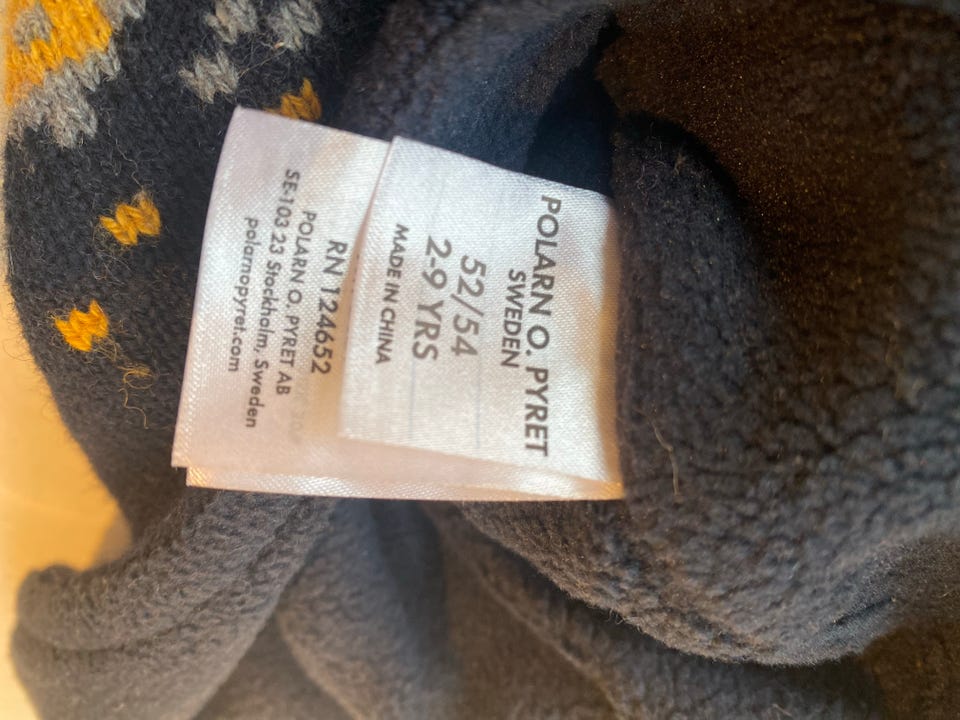 POLARN O. PYRET
SWEDEN
52/54
2-9 YRS
MADE IN CHINA
RN 124652
POLARN O. PYRET AB
SE-103 23 Stockholm, Sweden
polarnopyret.com